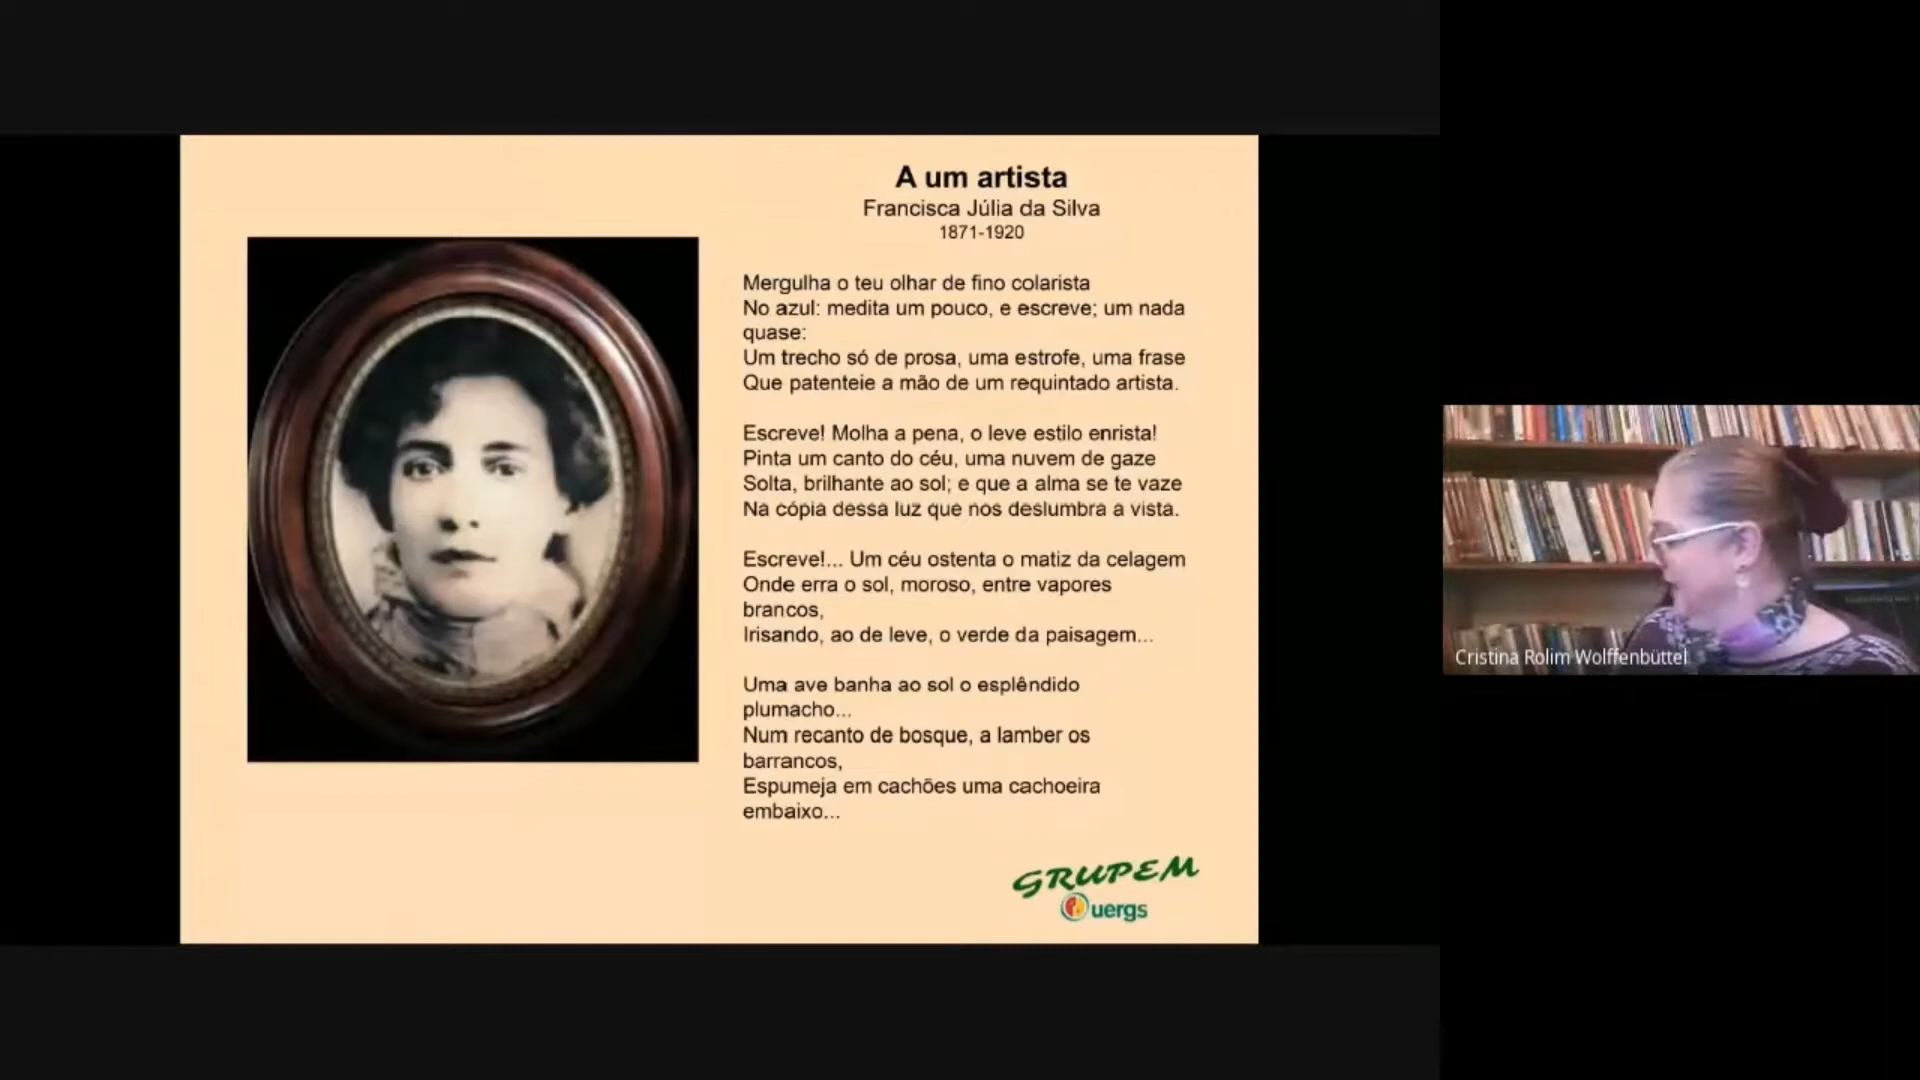 A um artista
Francisca Júlia da Silva
1871-1920
Mergulha o teu olhar de fino colarista
No azul: medita um pouco, e escreve; um nada
quase:
Um trecho só de prosa, uma estrofe, uma frase
Que patenteie a mão de um requintado artista.
Escreve! Molha a pena, o leve estilo enrista!
Pinta um canto do céu, uma nuvem de gaze
Solta, brilhante ao sol; e que a alma se te vaze
Na cópia dessa luz que nos deslumbra a vista.
Escreve!... Um céu ostenta o matiz da celagem
Onde erra o sol, moroso, entre vapores
brancos,
Irisando, ao de leve, o verde da paisagem...
Uma ave banha ao sol o esplêndido
plumacho...
Num recanto de bosque, a lamber os
barrancos,
Espumeja em cachões uma cachoeira
embaixo...
GRUPEM
uergs
Cristina Rolim Wolffenbüttel